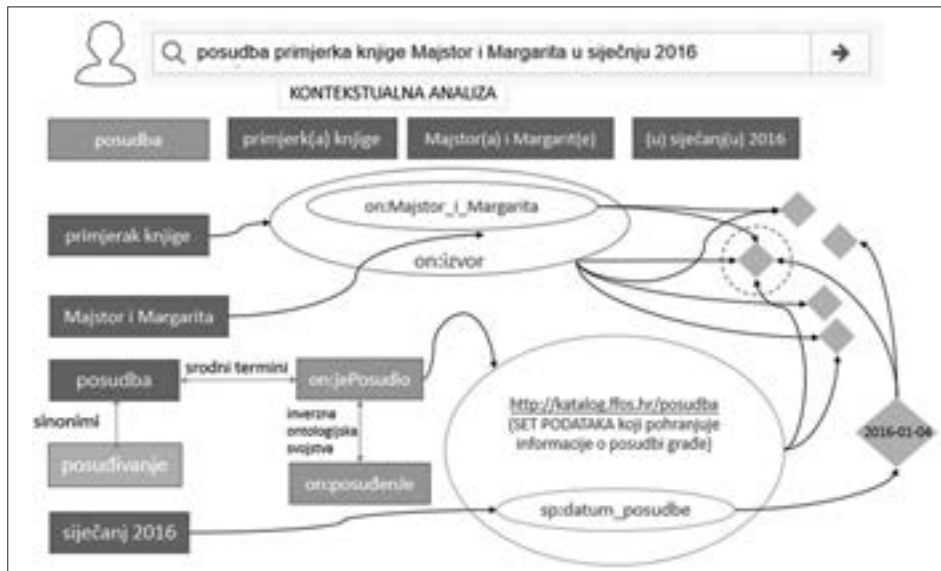 posudba primjerka knjige Majstor i Margarita u siječnju 2016
KONTEKSTUALNA ANALIZA
posudba
primjerk(a) knjige
Majstor(a) i Margarit(e)
(u) siječanj(u) 2016
on:Majstor_i_Margarita
primjerak knjige
on:izvor
Majstor i Margarita
posudba
srodni termini
on:jePosudio
sinonimi
inverzna
ontologijska
svojstva
http://katalog.ffos.hr/posudba
(SET PODATAKA koji pohranjuje
informacije o posudbi građe)
2016-01-04
posuđivanje
on:posuđenJe
siječanj 2016
sp:datum_posudbe